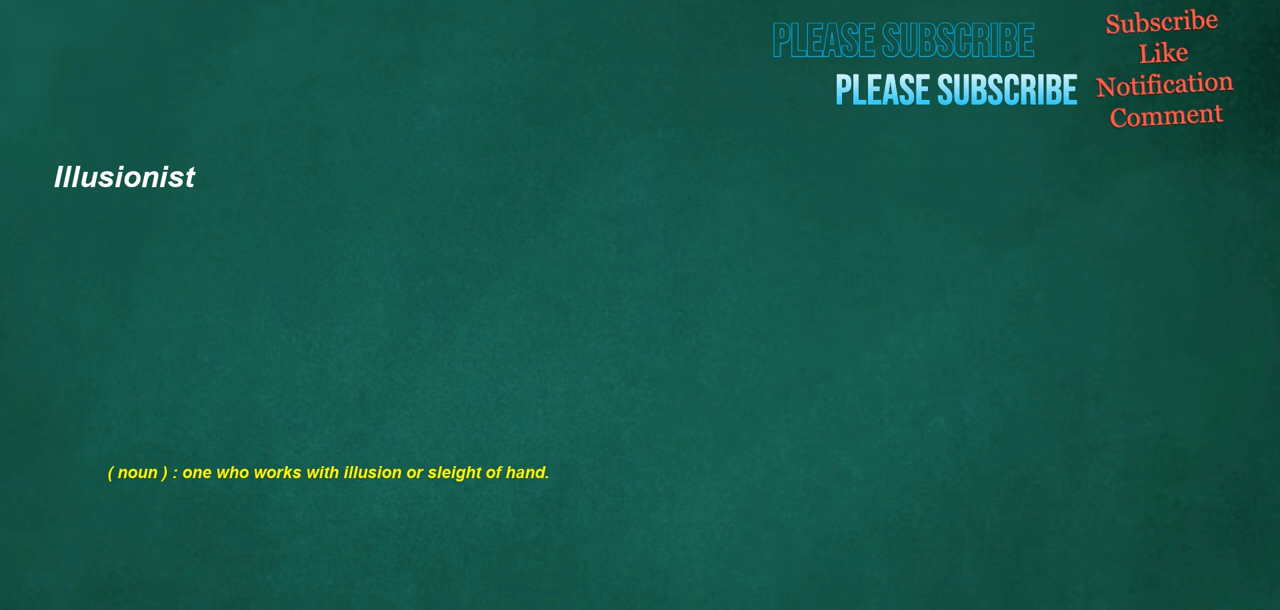 PLEASE SUBSCRIBE
PLEASE SUBSCRIBE
Subscribe
Like
Notification
Comment
Illusionist
( noun ) : one who works with illusion or sleight of hand.